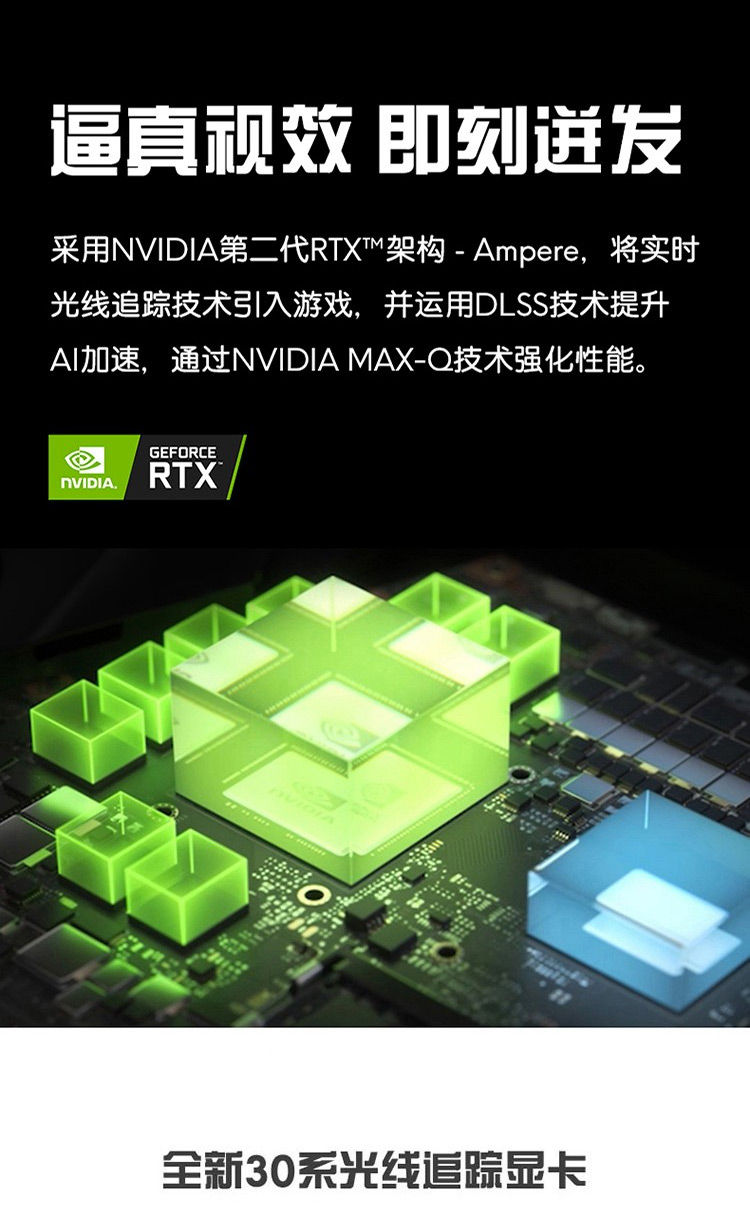 逼真视效 即刻迸发
采用NVIDIA第二代RTX™架构 - Ampere，将实时
光线追踪技术引入游戏，并运用DLSS技术提升
AI加速，通过NVIDIA MAX-Q技术强化性能。
NVIDIA. GEFORCE RTX™
NVIDIA
全新30系光线追踪显卡